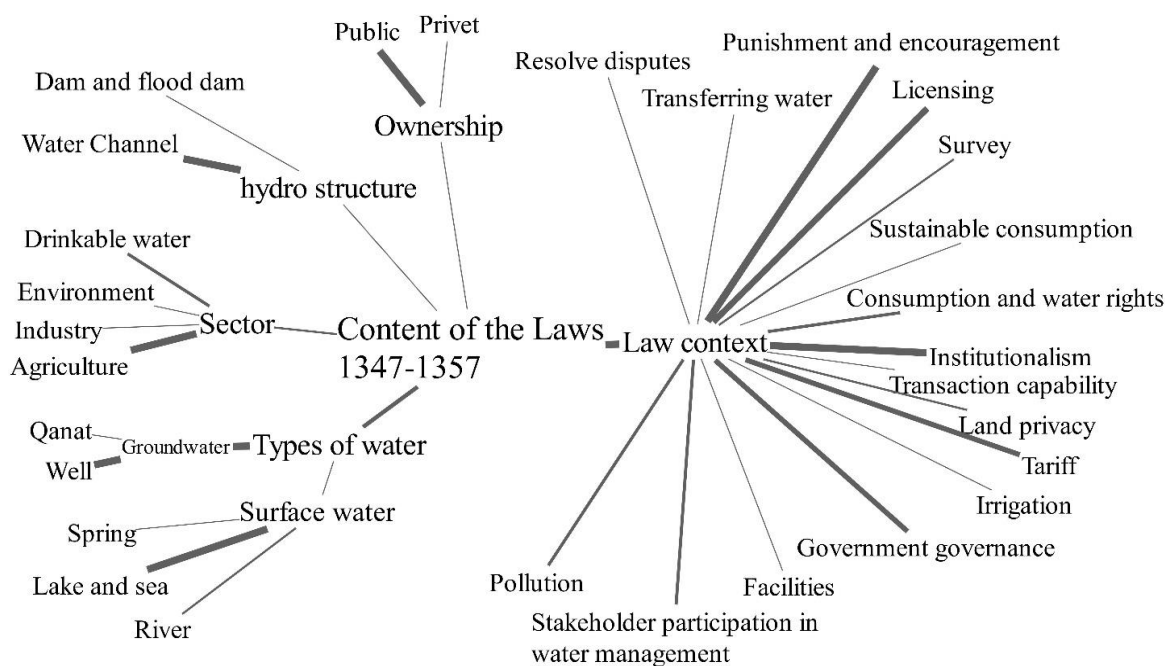 Public
Privet
Ownership
Dam and flood dam
Water Channel
hydro structure
Drinkable water
Environment
Industry
Agriculture
Sector
Content of the Laws
1347-1357
Qanat
Well
Groundwater
Types of water
Surface water
Spring
Lake and sea
River
Law context
Resolve disputes
Transferring water
Punishment and encouragement
Licensing
Survey
Sustainable consumption
Consumption and water rights
Institutionalism
Transaction capability
Land privacy
Tariff
Irrigation
Government governance
Facilities
Stakeholder participation in
water management
Pollution